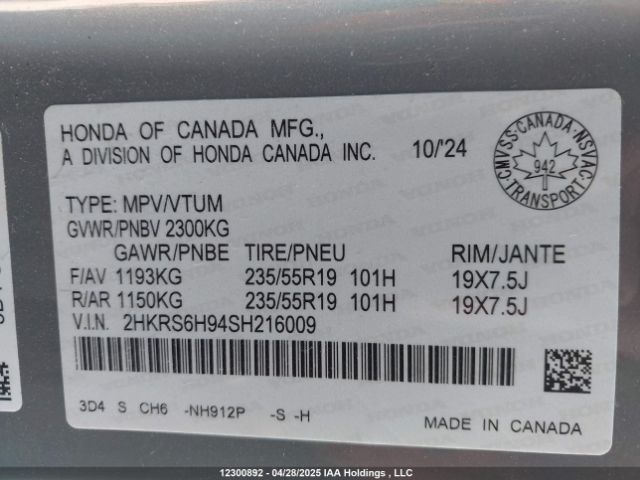 HONDA OF CANADA MFG.,
A DIVISION OF HONDA CANADA INC. 10/'24
CMVSS·CANADA·NSVAC
942
TRANSPORT
TYPE: MPV/VTUM
GVWR/PNBV 2300KG
GAWR/PNBE TIRE/PNEU RIM/JANTE
F/AV 1193KG 235/55R19 101H 19X7.5J
R/AR 1150KG 235/55R19 101H 19X7.5J
V.I.N. 2HKRS6H94SH216009
3D4 S CH6 -NH912P -S -H
MADE IN CANADA
12300892 - 04/28/2025 IAA Holdings , LLC